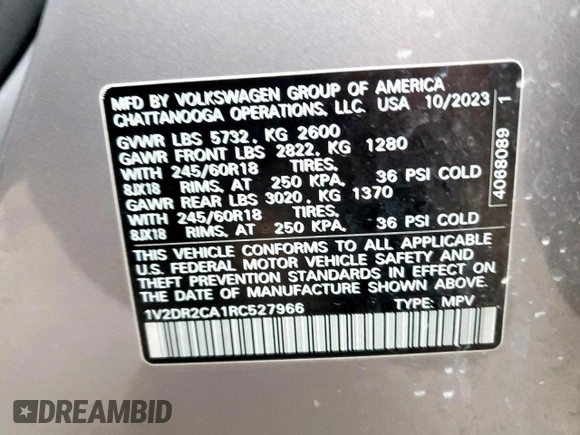 MFD BY VOLKSWAGEN GROUP OF AMERICA
CHATTANOOGA OPERATIONS, LLC. USA 10/2023
GVWR LBS 5732. KG 2600
GAWR FRONT LBS 2822. KG 1280
WITH 245/60R18 TIRES.
8JX18 RIMS. AT 250 KPA. 36 PSI COLD
GAWR REAR LBS 3020. KG 1370
WITH 245/60R18 TIRES.
8JX18 RIMS. AT 250 KPA. 36 PSI COLD
THIS VEHICLE CONFORMS TO ALL APPLICABLE
U.S. FEDERAL MOTOR VEHICLE SAFETY AND
THEFT PREVENTION STANDARDS IN EFFECT ON
THE DATE OF MANUFACTURE SHOWN ABOVE.
1V2DR2CA1RC527966 TYPE: MPV
4068089 1
DREAMBID